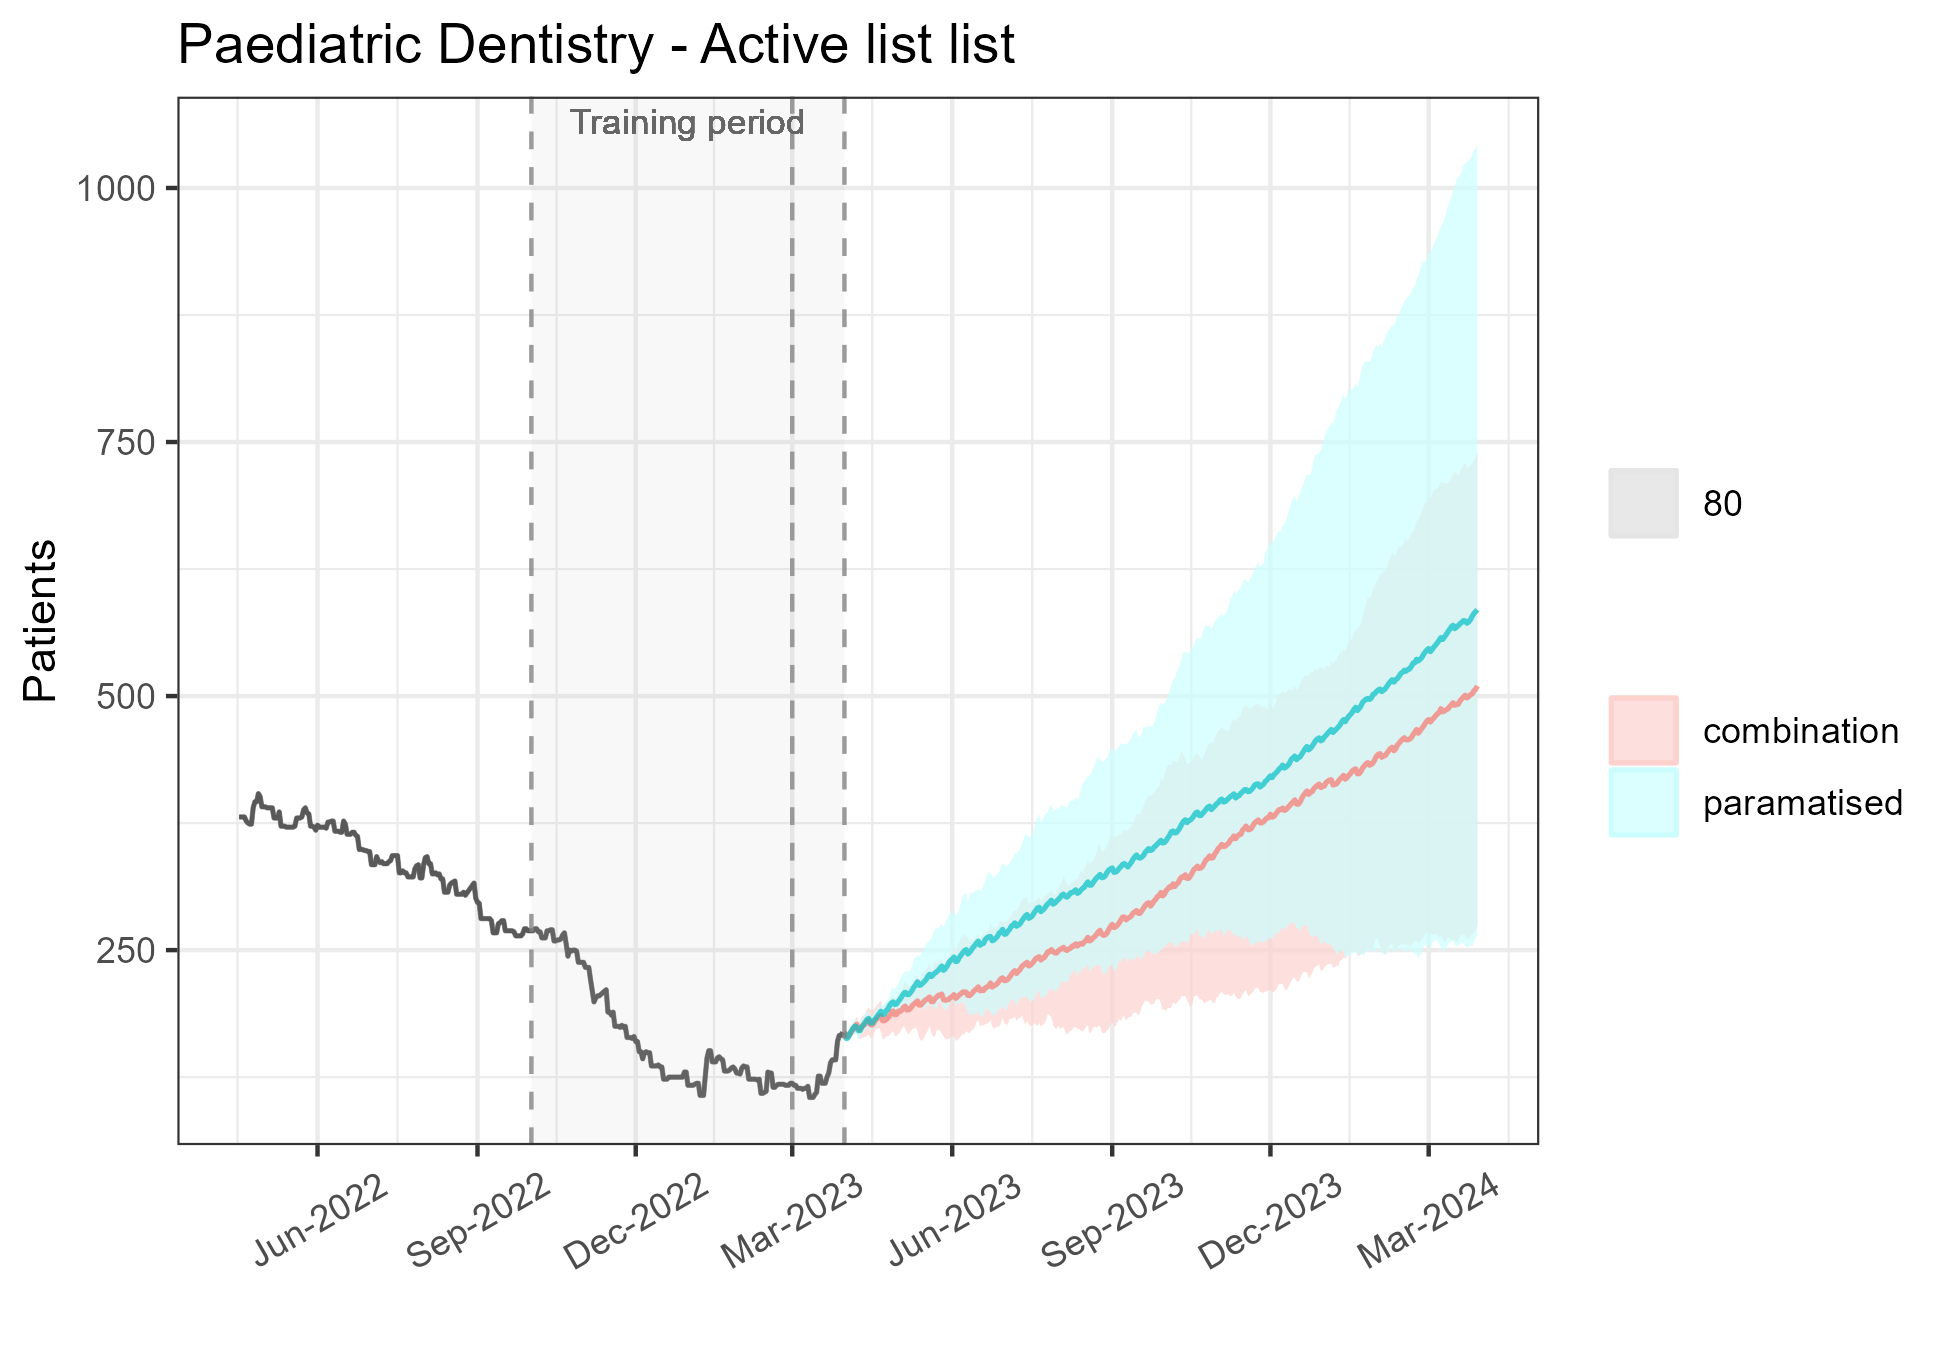 Paediatric Dentistry - Active list list
Training period
Patients
1000
750
500
250
Jun-2022
Sep-2022
Dec-2022
Mar-2023
Jun-2023
Sep-2023
Dec-2023
Mar-2024
80
combination
paramatised